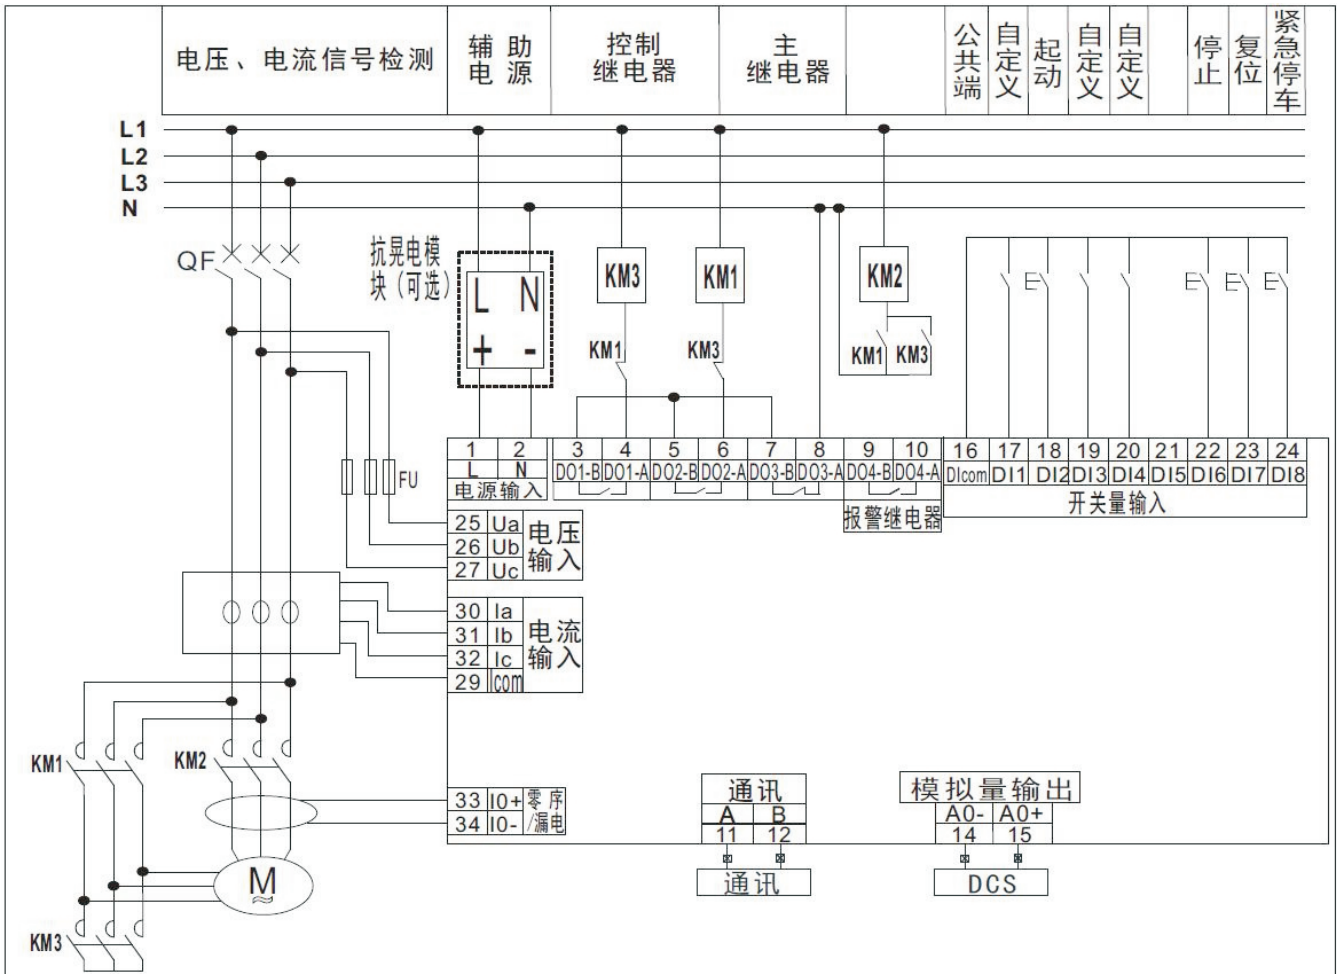 电压、电流信号检测
辅助
电源
控制
继电器
主
继电器
公共端
自定义
起动
自定义
自定义
停止
复位
紧急停车
L1
L2
L3
N
QF
抗晃电模
块（可选）
L N
+ -
KM3
KM1
KM2
KM1
KM3
KM1
KM3
1 2 3 4 5 6 7 8 9 10 16 17 18 19 20 21 22 23 24
L N DO1-B DO1-A DO2-B DO2-A DO3-B DO3-A DO4-B DO4-A DIcom DI1 DI2 DI3 DI4 DI5 DI6 DI7 DI8
电源输入
报警继电器
开关量输入
FU
25 Ua
26 Ub
27 Uc
电压
输入
30 Ia
31 Ib
32 Ic
29 Icom
电流
输入
KM1
KM2
33 I0+ 零序
34 I0- /漏电
通讯
A B
11 12
通讯
模拟量输出
A0- A0+
14 15
DCS
M
≈
KM3